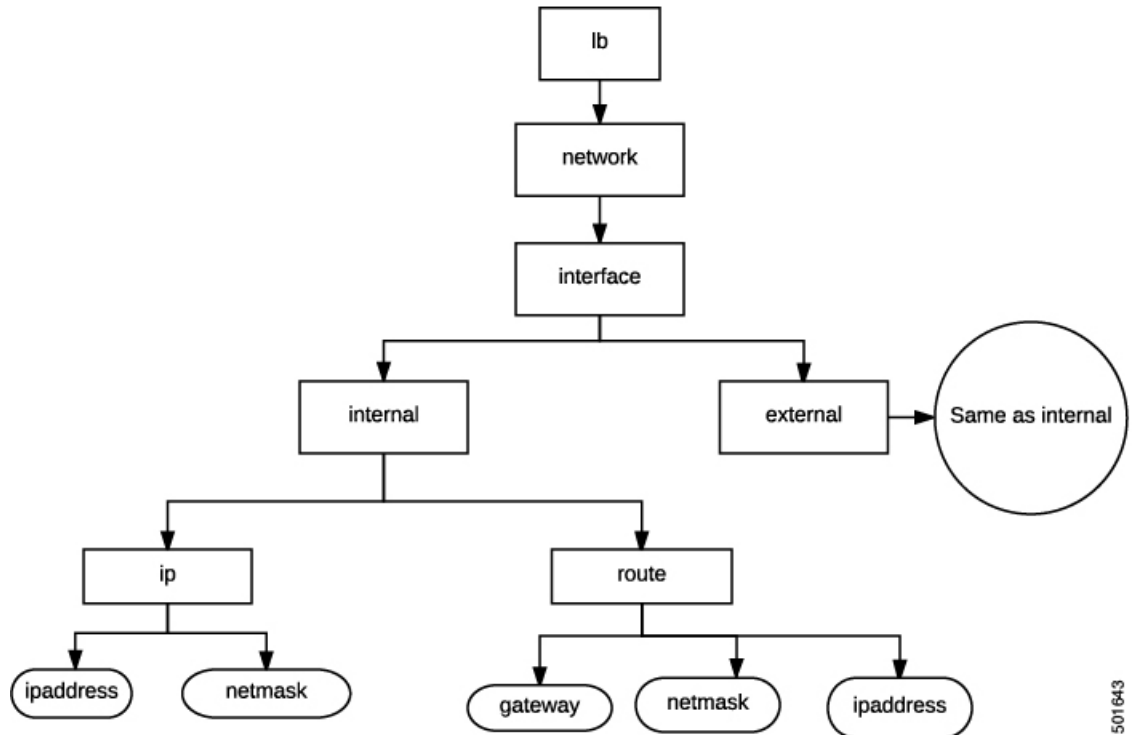 lb
network
interface
internal
external
Same as internal
ip
route
ipaddress
netmask
gateway
netmask
ipaddress
501643